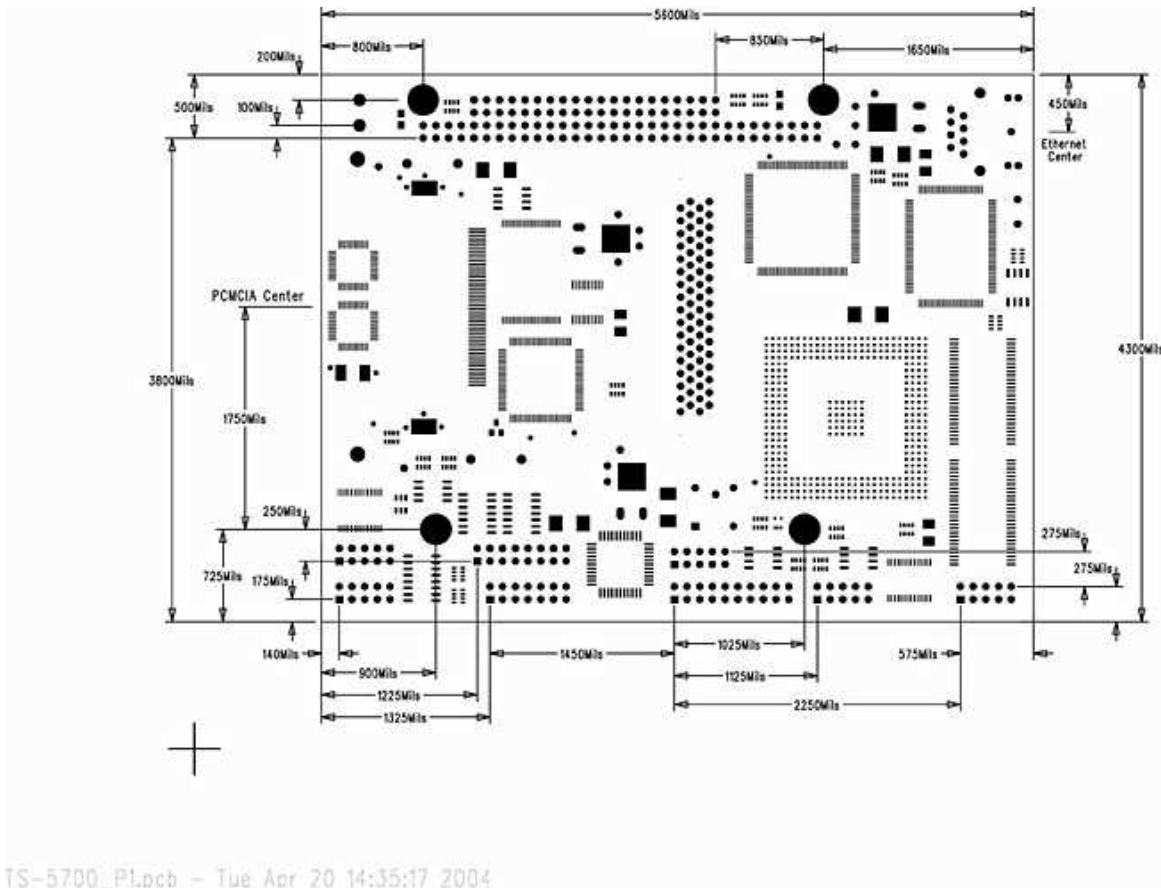 5600Mils
800Mils
850Mils
1650Mils
200Mils
500Mils
100Mils
450Mils
Ethernet
Center
PCMCIA Center
3800Mils
4300Mils
1750Mils
250Mils
725Mils
175Mils
275Mils
275Mils
140Mils
1450Mils
1025Mils
575Mils
900Mils
1125Mils
1225Mils
2250Mils
1325Mils
TS-5700 P1.pcb - Tue Apr 20 14:35:17 2004